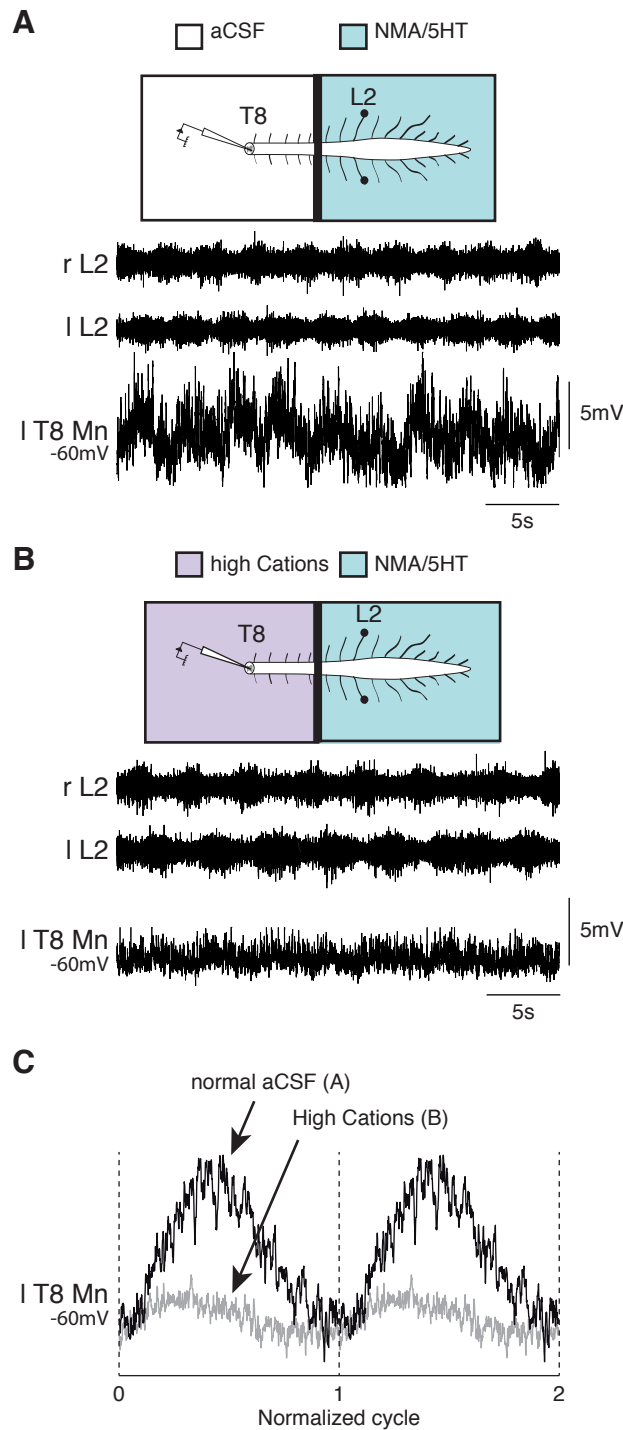 A
aCSF NMA/5HT
T8 L2
r L2
l L2
l T8 Mn
-60mV
5mV
5s
B
high Cations NMA/5HT
T8 L2
r L2
l L2
l T8 Mn
-60mV
5mV
5s
C
normal aCSF (A)
High Cations (B)
l T8 Mn
-60mV
0 1 2
Normalized cycle